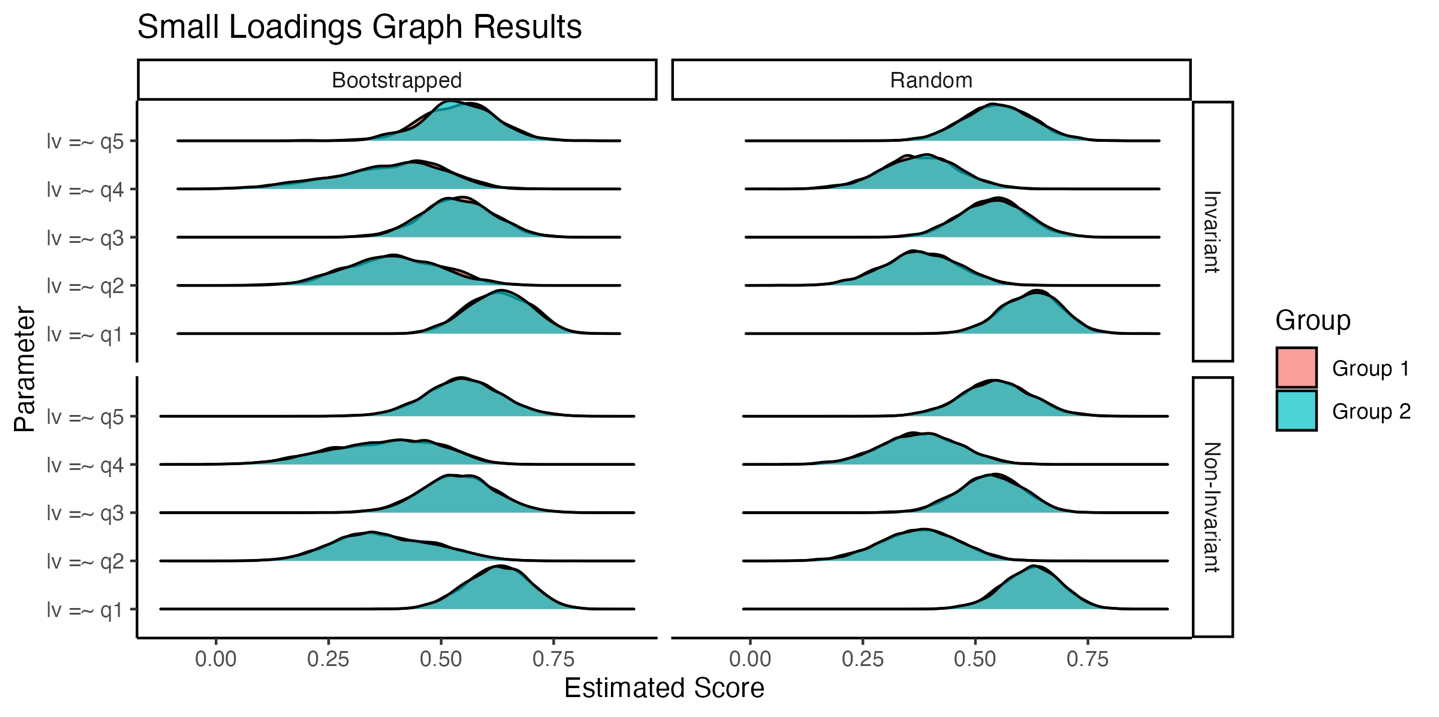 Small Loadings Graph Results
Bootstrapped
Random
lv =~ q5
lv =~ q4
lv =~ q3
lv =~ q2
lv =~ q1
Invariant
lv =~ q5
lv =~ q4
lv =~ q3
lv =~ q2
lv =~ q1
Non-Invariant
Parameter
0.00 0.25 0.50 0.75
0.00 0.25 0.50 0.75
Estimated Score
Group
Group 1
Group 2